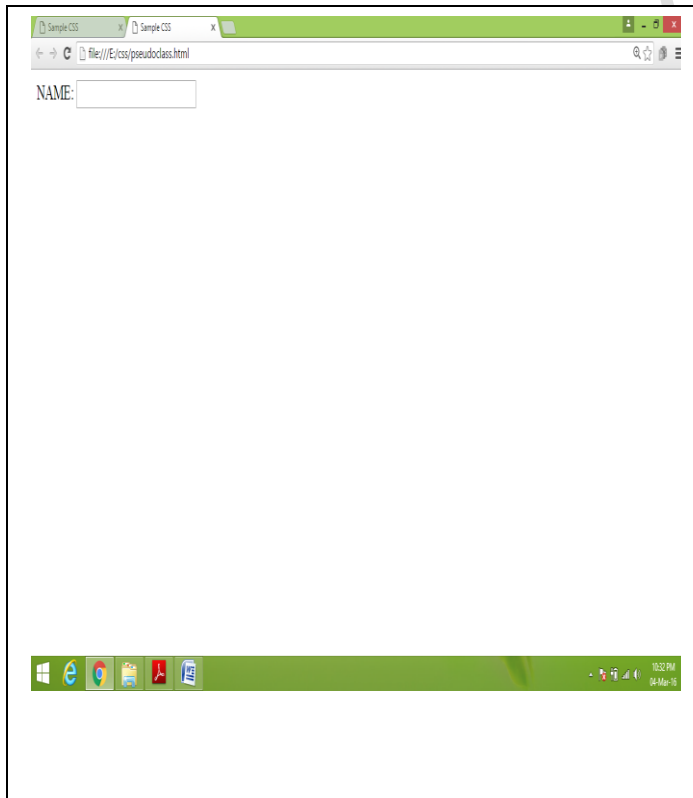 Sample CSS x Sample CSS x
file:///E:/css/pseudoclass.html
NAME:
10:32 PM
04-Mar-16